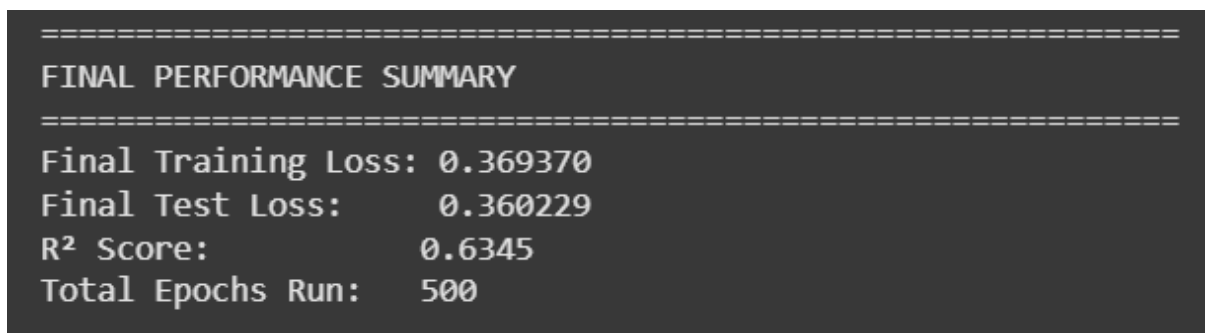 ============================================================
FINAL PERFORMANCE SUMMARY
============================================================
Final Training Loss: 0.369370
Final Test Loss:     0.360229
R² Score:           0.6345
Total Epochs Run:   500